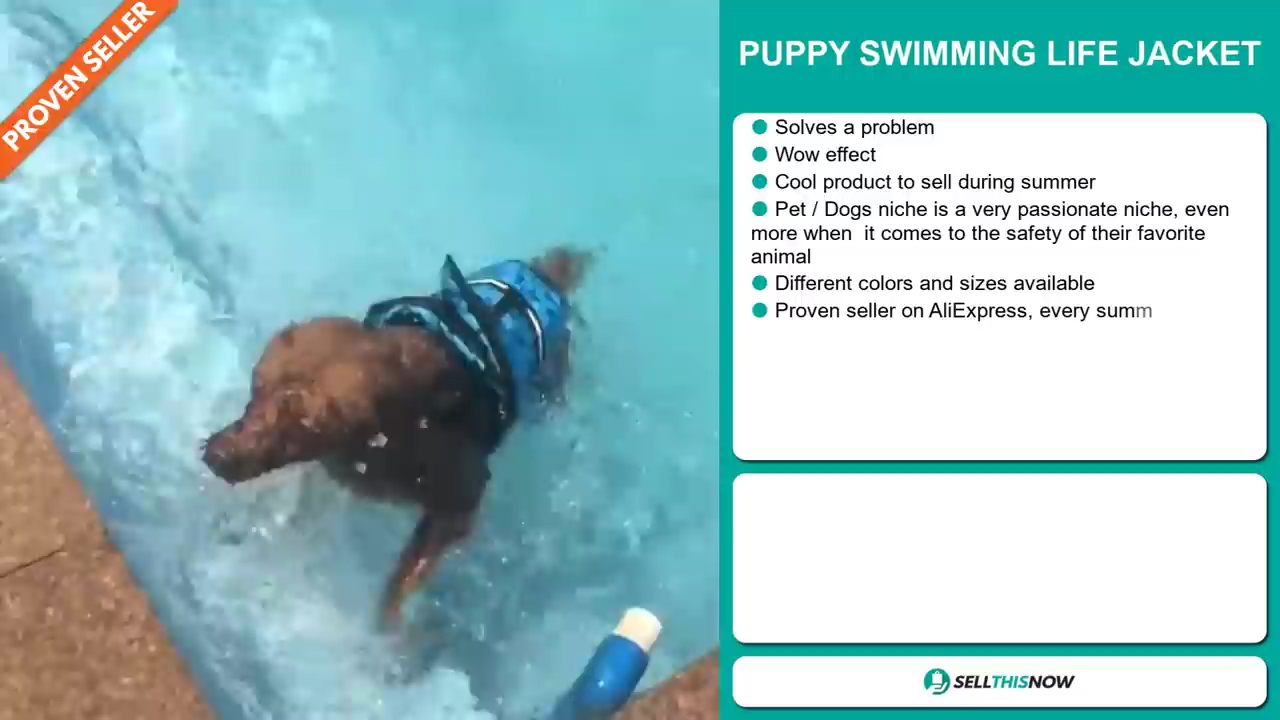 PROVEN SELLER
PUPPY SWIMMING LIFE JACKET
Solves a problem
Wow effect
Cool product to sell during summer
Pet / Dogs niche is a very passionate niche, even
more when it comes to the safety of their favorite
animal
Different colors and sizes available
Proven seller on AliExpress, every summ
SELLTHISNOW